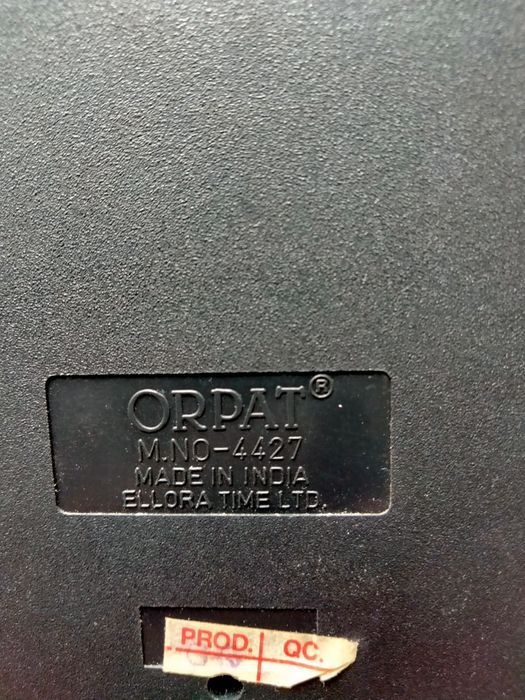 ORPAT®
M.NO-4427
MADE IN INDIA
ELLORA TIME LTD.
PROD. QC.